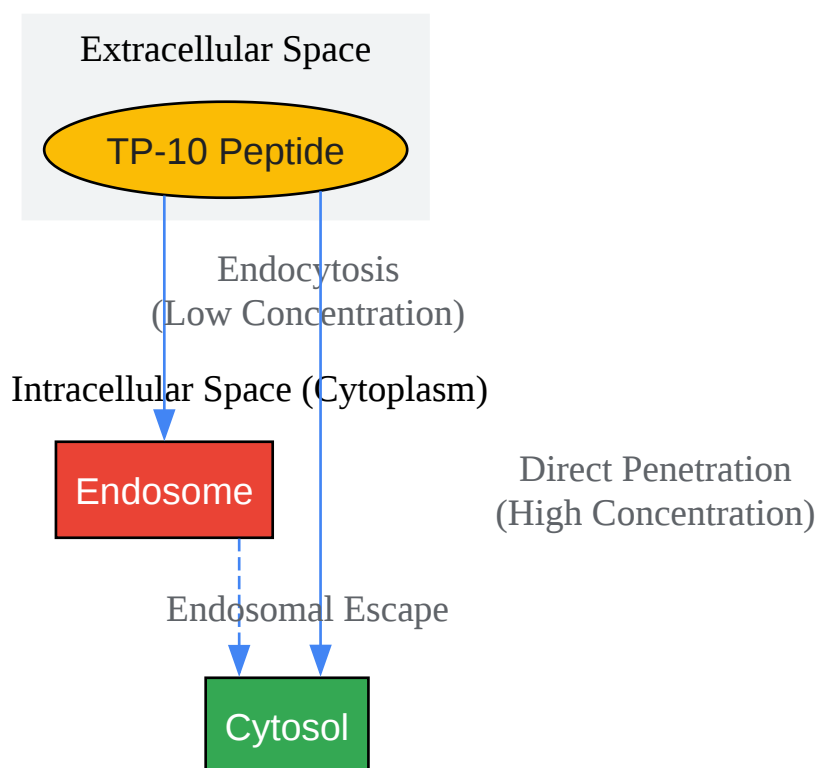 Extracellular Space
TP-10 Peptide
Endocytosis
(Low Concentration)
Intracellular Space (Cytoplasm)
Endosome
Direct Penetration
(High Concentration)
Endosomal Escape
Cytosol